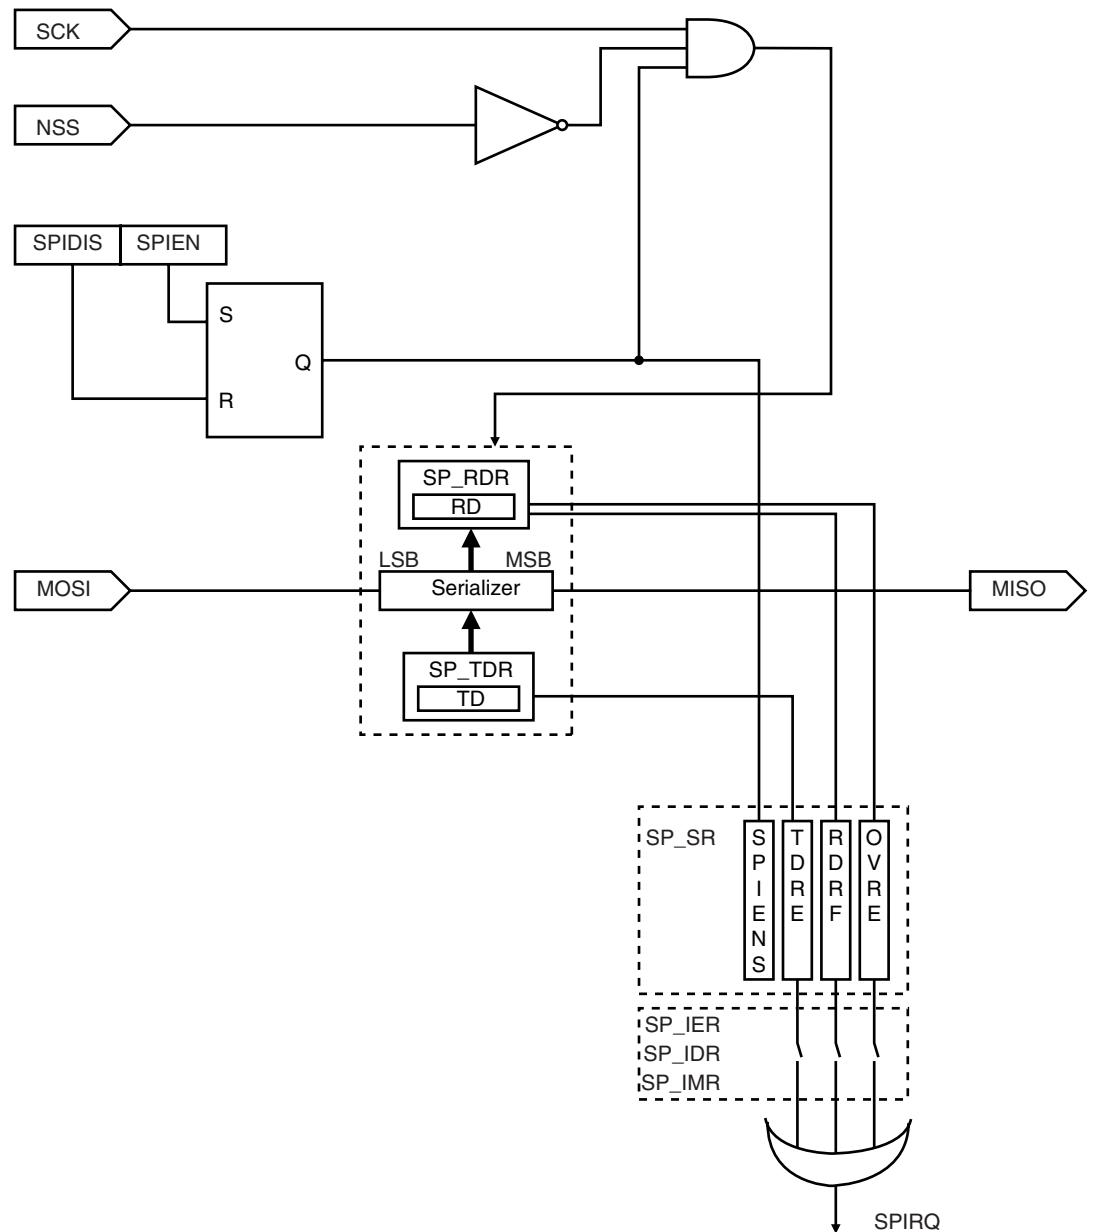 SCK
NSS
SPIDIS SPIEN
S
Q
R
SP_RDR
RD
LSB MSB
MOSI
Serializer
MISO
SP_TDR
TD
SP_SR
SPIENS
TDRE
RDRF
OVRE
SP_IER
SP_IDR
SP_IMR
SPIRQ